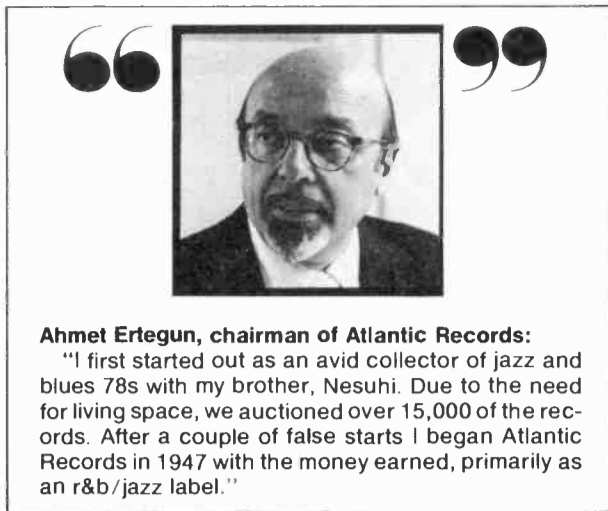 Ahmet Ertegun, chairman of Atlantic Records:
"I first started out as an avid collector of jazz and
blues 78s with my brother, Nesuhi. Due to the need
for living space, we auctioned over 15,000 of the rec-
ords. After a couple of false starts I began Atlantic
Records in 1947 with the money earned, primarily as
an r&b/jazz label."